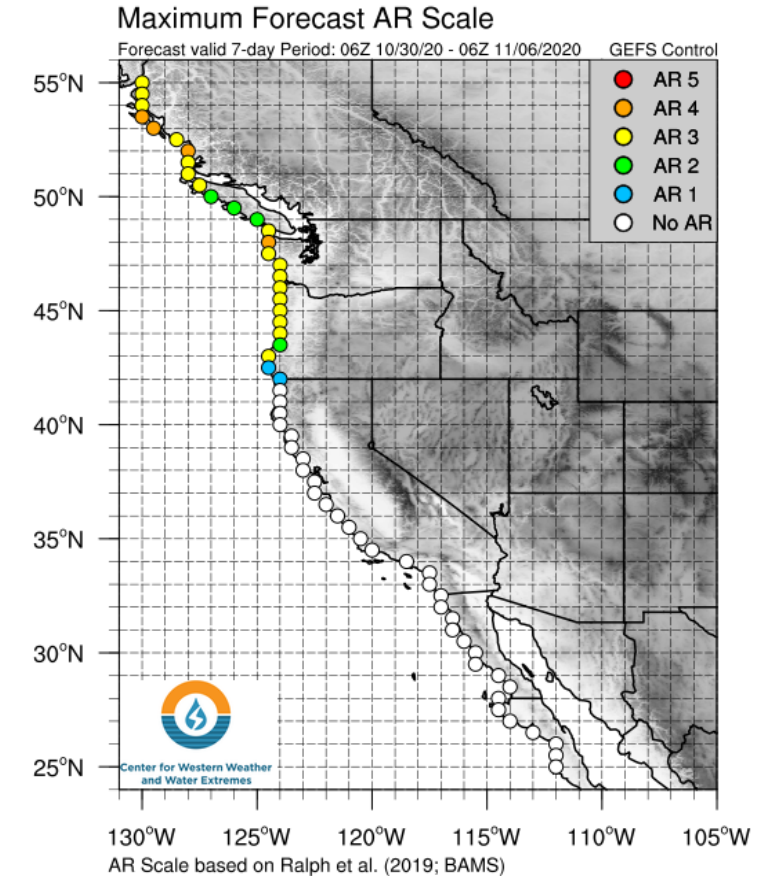 Maximum Forecast AR Scale
Forecast valid 7-day Period: 06Z 10/30/20 - 06Z 11/06/2020 GEFS Control
AR 5
AR 4
AR 3
AR 2
AR 1
No AR
55°N
50°N
45°N
40°N
35°N
30°N
25°N
Center for Western Weather
and Water Extremes
130°W 125°W 120°W 115°W 110°W 105°W
AR Scale based on Ralph et al. (2019; BAMS)